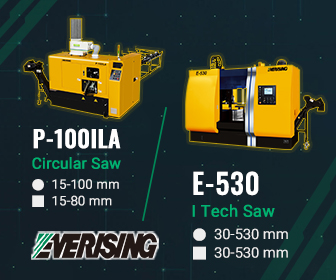 P-100ILA
Circular Saw
15-100 mm
15-80 mm
E-530
E-530
I Tech Saw
30-530 mm
30-530 mm
EVERISING